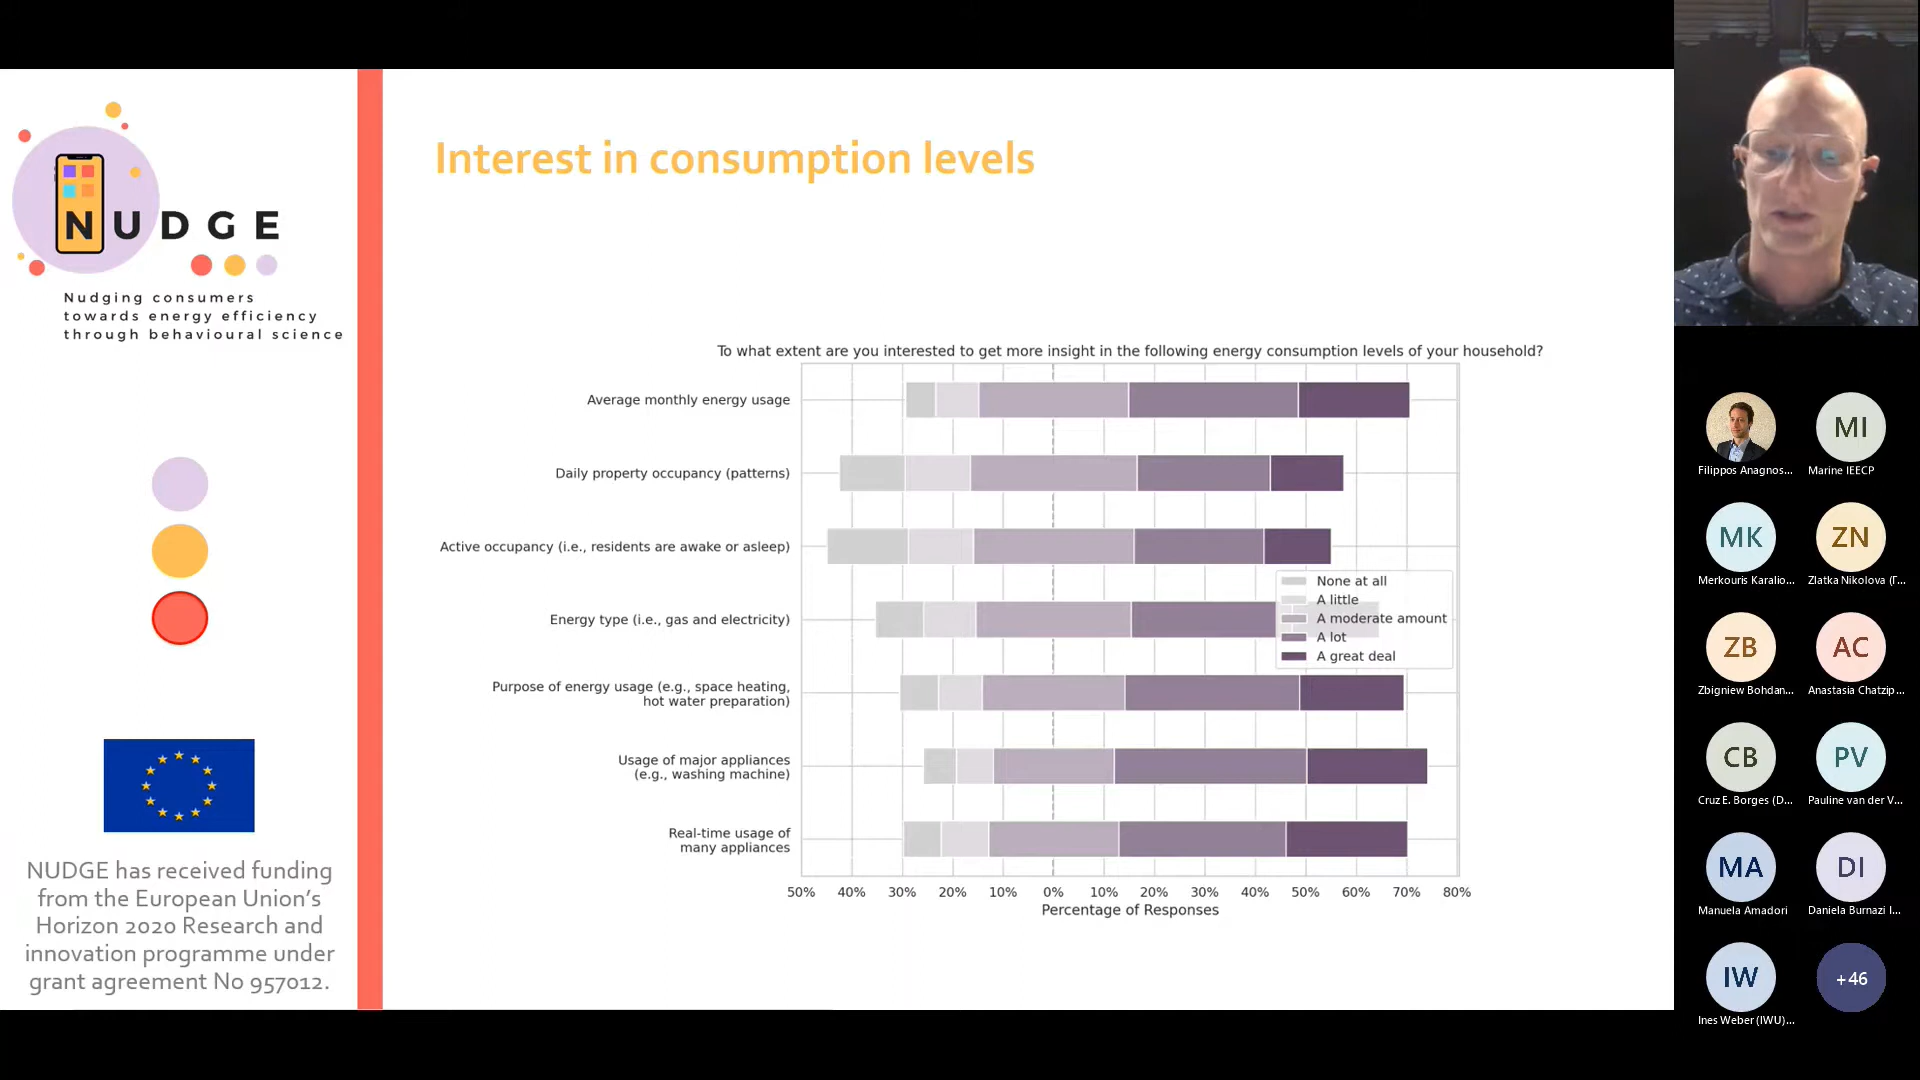 NUDGE
Nudging consumers
towards energy efficiency
through behavioural science
NUDGE has received funding
from the European Union's
Horizon 2020 Research and
innovation programme under
grant agreement No 957012.
Interest in consumption levels
To what extent are you interested to get more insight in the following energy consumption levels of your household?
Average monthly energy usage
Daily property occupancy (patterns)
Active occupancy (i.e., residents are awake or asleep)
Energy type (i.e., gas and electricity)
Purpose of energy usage (e.g., space heating,
hot water preparation)
Usage of major appliances
(e.g., washing machine)
Real-time usage of
many appliances
None at all
A little
A moderate amount
A lot
A great deal
50% 40% 30% 20% 10% 0% 10% 20% 30% 40% 50% 60% 70% 80%
Percentage of Responses
MI
Filippos Anagnos... Marine IEECP
MK ZN
Merkouris Karalio... Zlatka Nikolova (Г...
ZB AC
Zbigniew Bohdan... Anastasia Chatzip...
CB PV
Cruz E. Borges (D... Pauline van der V...
MA DI
Manuela Amadori Daniela Burnazi I...
IW +46
Ines Weber (IWU)...